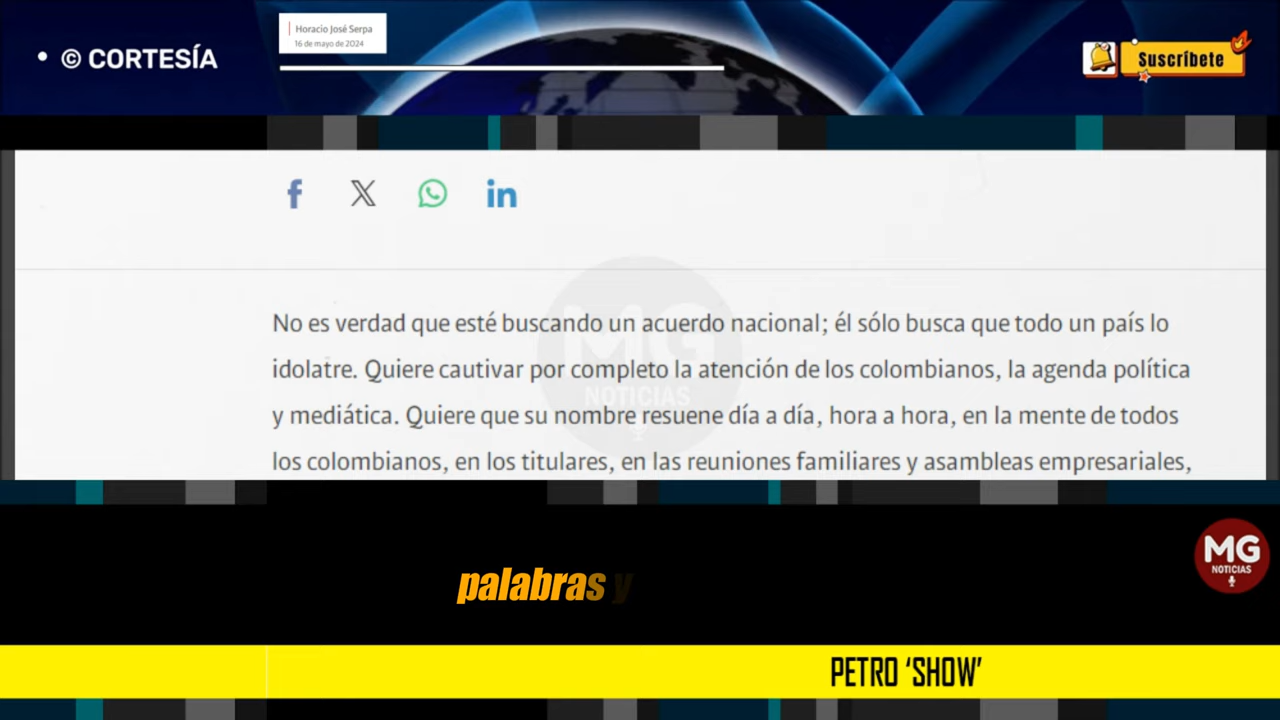 • © CORTESÍA
Horacio José Serpa
16 de mayo de 2024
Suscríbete
No es verdad que esté buscando un acuerdo nacional; él sólo busca que todo un país lo
idolatre. Quiere cautivar por completo la atención de los colombianos, la agenda política
y mediática. Quiere que su nombre resuene día a día, hora a hora, en la mente de todos
los colombianos, en los titulares, en las reuniones familiares y asambleas empresariales,
MG
NOTICIAS
palabras y
MG
NOTICIAS
PETRO ‘SHOW’